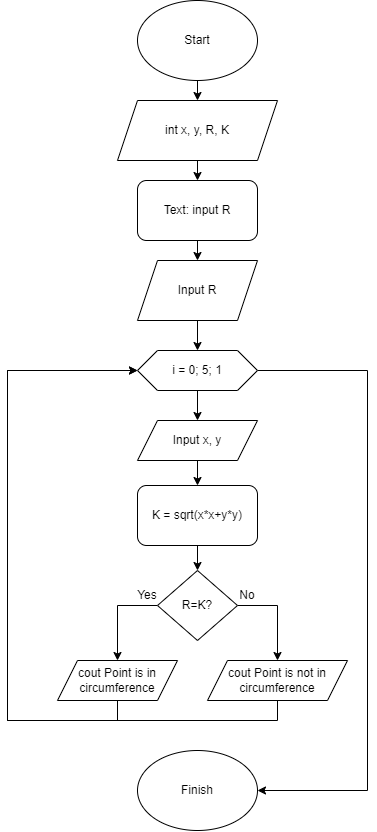 Start
int x, y, R, K
Text: input R
Input R
i = 0; 5; 1
Input x, y
K = sqrt(x*x+y*y)
Yes
R=K?
No
cout Point is in
circumference
cout Point is not in
circumference
Finish